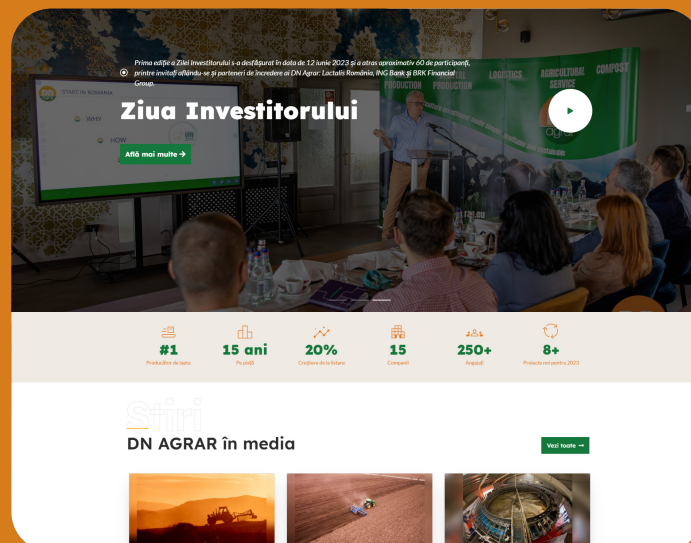 Prima ediție a Zilei Investitorului s-a desfășurat în data de 12 iunie 2023 și a atras aproximativ 60 de participanți,
printre invitați aflându-se și parteneri de încredere ai DN Agrar: Lactalis România, ING Bank și BRK Financial
Group.
START IN ROMANIA
WHY
HOW
PRODUCTION
PRODUCTION
LOGISTICS
AGRICULTURAL
SERVICE
COMPOST
agrar
Ziua Investitorului
Află mai multe →
#1
Producător de lapte
15 ani
Pe piață
20%
Creștere de la listare
15
Companii
250+
Angajați
8+
Proiecte noi pentru 2023
Știri
DN AGRAR în media
Vezi toate →